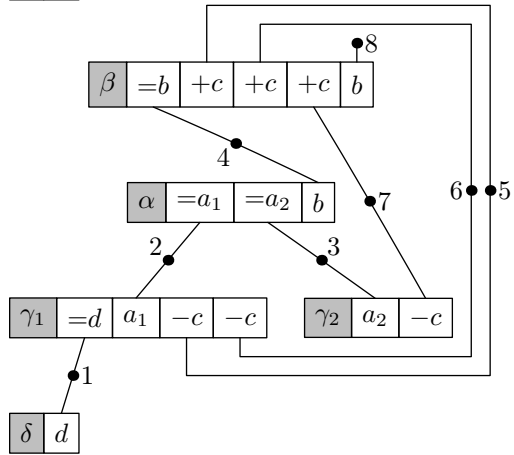 8
β =b +c +c +c b
4
6 5
7
α =a₁ =a₂ b
2 3
γ₁ =d a₁ −c −c
γ₂ a₂ −c
1
δ d